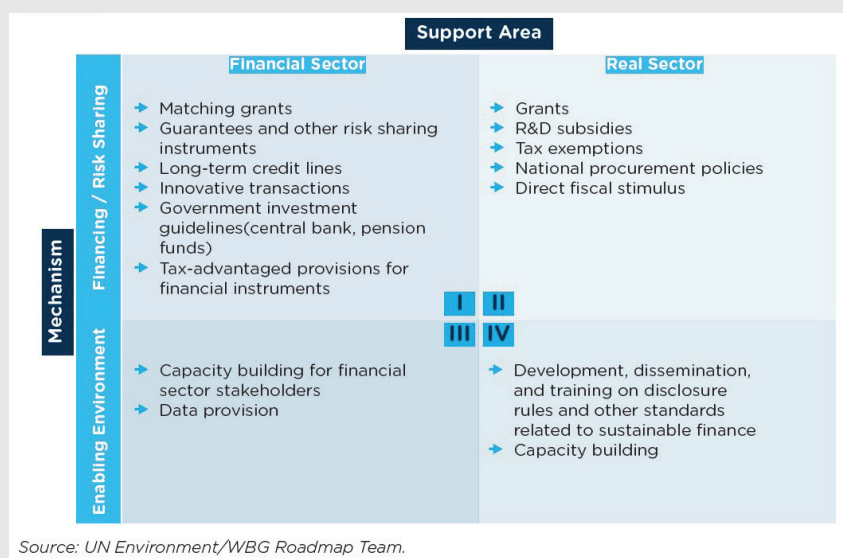 Support Area
Financial Sector
Real Sector
Mechanism
Financing / Risk Sharing
Matching grants
Guarantees and other risk sharing
instruments
Long-term credit lines
Innovative transactions
Government investment
guidelines(central bank, pension
funds)
Tax-advantaged provisions for
financial instruments
I
Grants
R&D subsidies
Tax exemptions
National procurement policies
Direct fiscal stimulus
II
Enabling Environment
III
Capacity building for financial
sector stakeholders
Data provision
IV
Development, dissemination,
and training on disclosure
rules and other standards
related to sustainable finance
Capacity building
Source: UN Environment/WBG Roadmap Team.